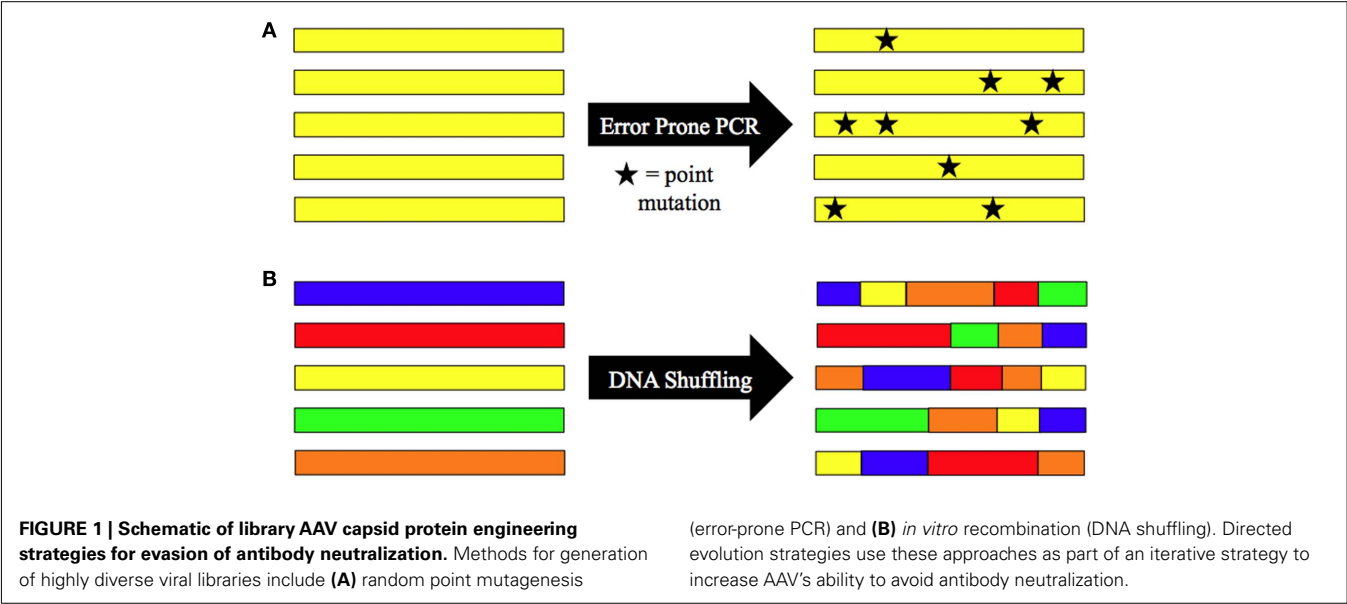 A
Error Prone PCR
★ = point
mutation
B
DNA Shuffling
FIGURE 1 | Schematic of library AAV capsid protein engineering
strategies for evasion of antibody neutralization. Methods for generation
of highly diverse viral libraries include (A) random point mutagenesis
(error-prone PCR) and (B) in vitro recombination (DNA shuffling). Directed
evolution strategies use these approaches as part of an iterative strategy to
increase AAV's ability to avoid antibody neutralization.